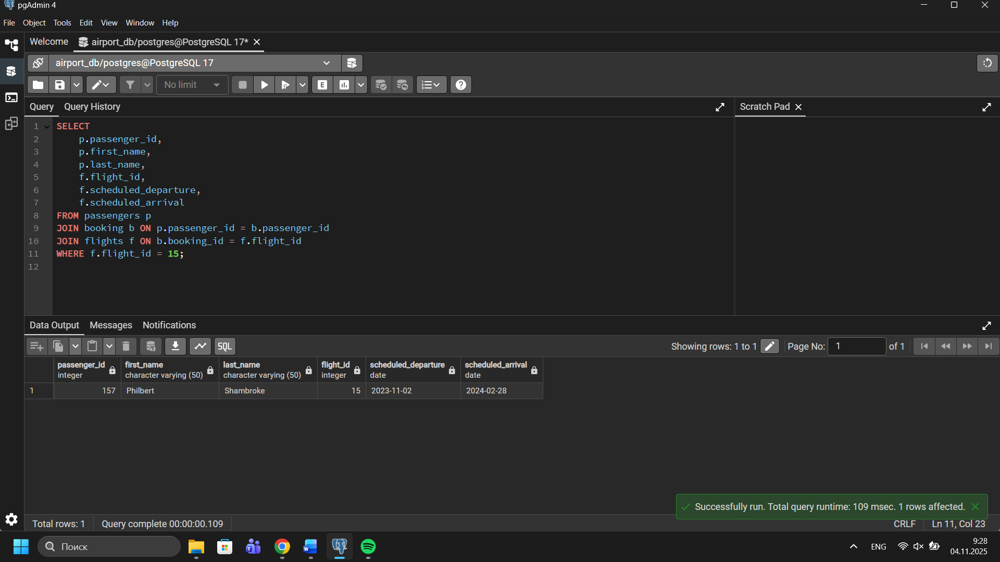 pgAdmin 4
File Object Tools Edit View Window Help
Welcome airport_db/postgres@PostgreSQL 17*
airport_db/postgres@PostgreSQL 17
No limit
E
Query Query History
Scratch Pad
1 SELECT
2 p.passenger_id,
3 p.first_name,
4 p.last_name,
5 f.flight_id,
6 f.scheduled_departure,
7 f.scheduled_arrival
8 FROM passengers p
9 JOIN booking b ON p.passenger_id = b.passenger_id
10 JOIN flights f ON b.booking_id = f.flight_id
11 WHERE f.flight_id = 15;
12
Data Output Messages Notifications
SQL Showing rows: 1 to 1 Page No: 1 of 1
passenger_id first_name last_name flight_id scheduled_departure scheduled_arrival
integer character varying (50) character varying (50) integer date date
1 157 Philbert Shambroke 15 2023-11-02 2024-02-28
Successfully run. Total query runtime: 109 msec. 1 rows affected.
Total rows: 1 Query complete 00:00:00.109 CRLF Ln 11, Col 23
Поиск
ENG
9:28
04.11.2025